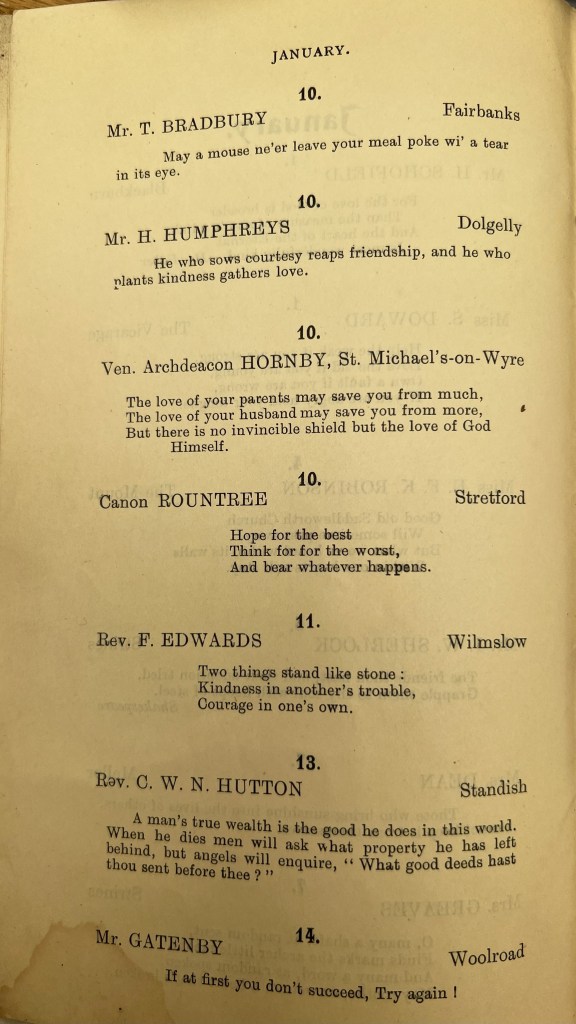 JANUARY.
10.
Mr. T. BRADBURY Fairbanks
May a mouse ne'er leave your meal poke wi' a tear
in its eye.
10.
Mr. H. HUMPHREYS Dolgelly
He who sows courtesy reaps friendship, and he who
plants kindness gathers love.
10.
Ven. Archdeacon HORNBY, St. Michael's-on-Wyre
The love of your parents may save you from much,
The love of your husband may save you from more,
But there is no invincible shield but the love of God
Himself.
10.
Canon ROUNTREE Stretford
Hope for the best
Think for for the worst,
And bear whatever happens.
11.
Rev. F. EDWARDS Wilmslow
Two things stand like stone :
Kindness in another's trouble,
Courage in one's own.
13.
Rev. C. W. N. HUTTON Standish
A man's true wealth is the good he does in this world.
When he dies men will ask what property he has left
behind, but angels will enquire, " What good deeds hast
thou sent before thee ? "
14.
Mr. GATENBY Woolroad
If at first you don't succeed, Try again !